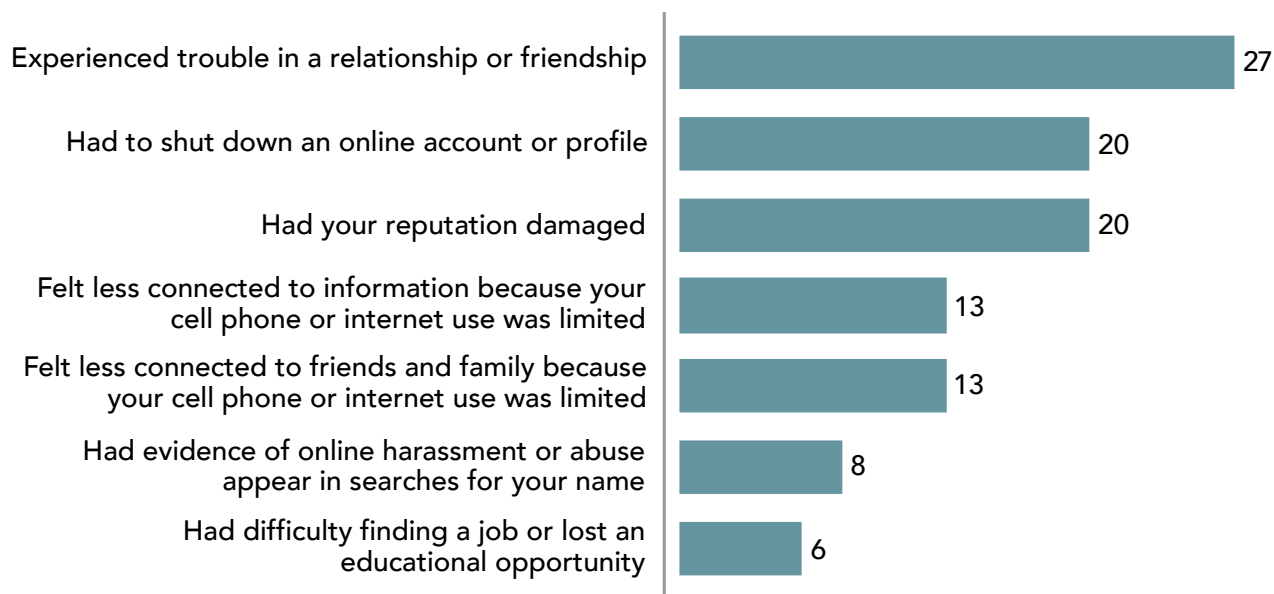 Experienced trouble in a relationship or friendship 27
Had to shut down an online account or profile 20
Had your reputation damaged 20
Felt less connected to information because your
cell phone or internet use was limited 13
Felt less connected to friends and family because
your cell phone or internet use was limited 13
Had evidence of online harassment or abuse
appear in searches for your name 8
Had difficulty finding a job or lost an
educational opportunity 6